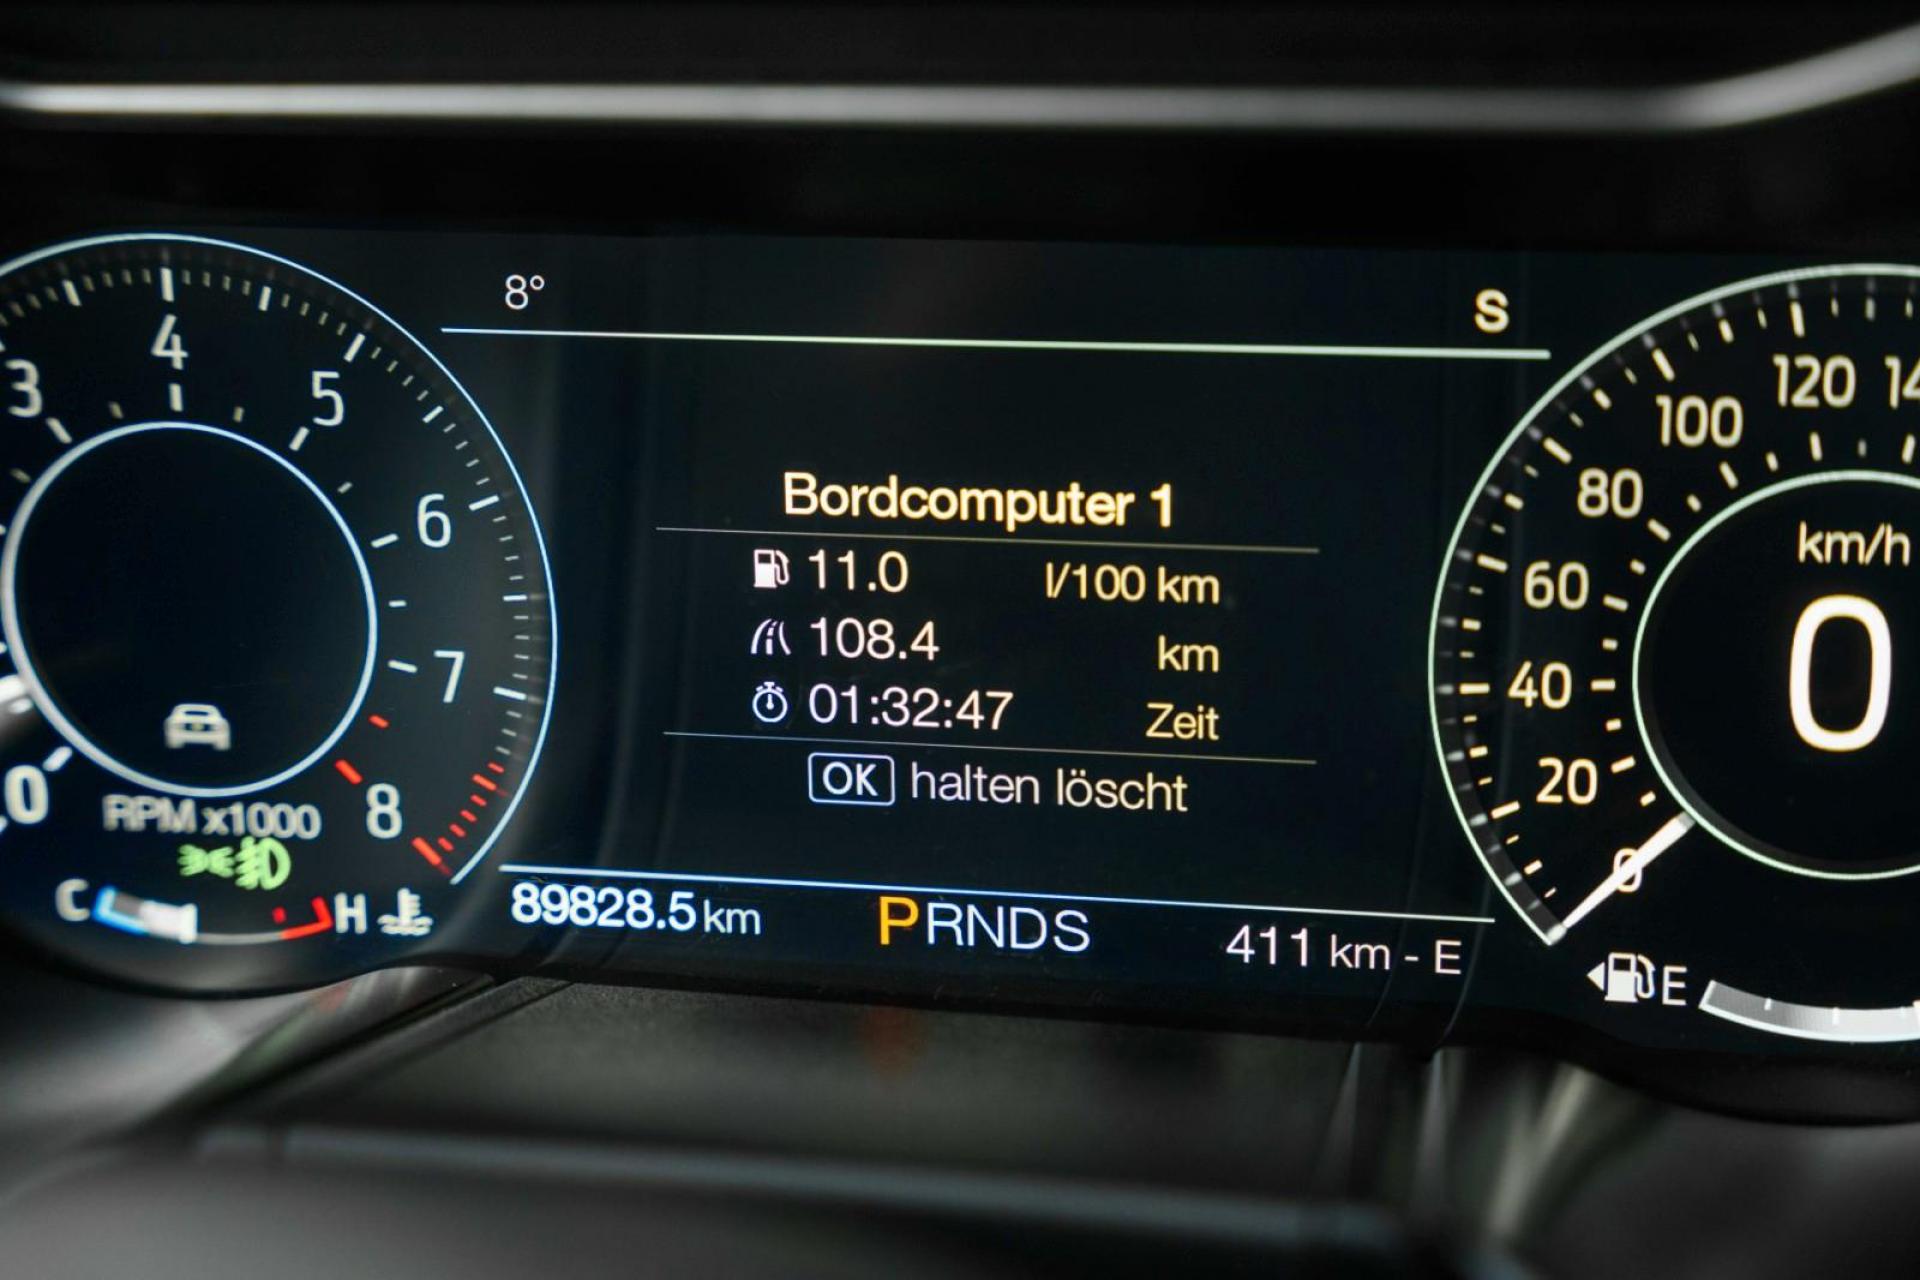 8°
S
3
4
5
6
7
8
0
RPM x1000
C
H
Bordcomputer 1
11.0 l/100 km
108.4 km
01:32:47 Zeit
OK halten löscht
89828.5 km
PRNDS
411 km - E
120
100
80
60
40
20
0
km/h
0
E